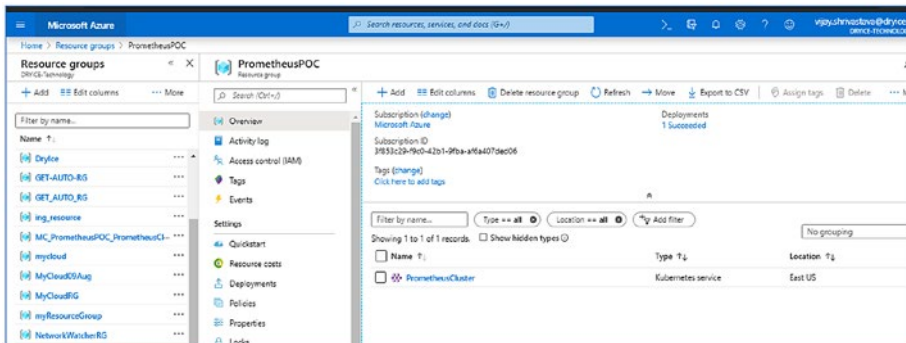 Microsoft Azure
Search resources, services, and docs (G+/)
Home > Resource groups > PrometheusPOC
Resource groups
DRYiCE-Technology
Add Edit columns More
Filter by name...
Name
DryIce
GET-AUTO-RG
GET_AUTO_RG
ing_resource
MC_PrometheusPOC_PrometheusCl...
mycloud
MyCloud09Aug
MyCloudRG
myResourceGroup
NetworkWatcherRG
PrometheusPOC
Resource group
Search (Ctrl+/)
Overview
Activity log
Access control (IAM)
Tags
Events
Settings
Quickstart
Resource costs
Deployments
Policies
Properties
Locks
Add Edit columns Delete resource group Refresh Move Export to CSV Assign tags Delete
Subscription (change)
Microsoft Azure
Subscription ID
Tags (change)
Click here to add tags
Deployments
1 Succeeded
Filter by name... Type == all Location == all Add filter
Showing 1 to 1 of 1 records. Show hidden types
No grouping
Name Type Location
PrometheusCluster Kubernetes service East US